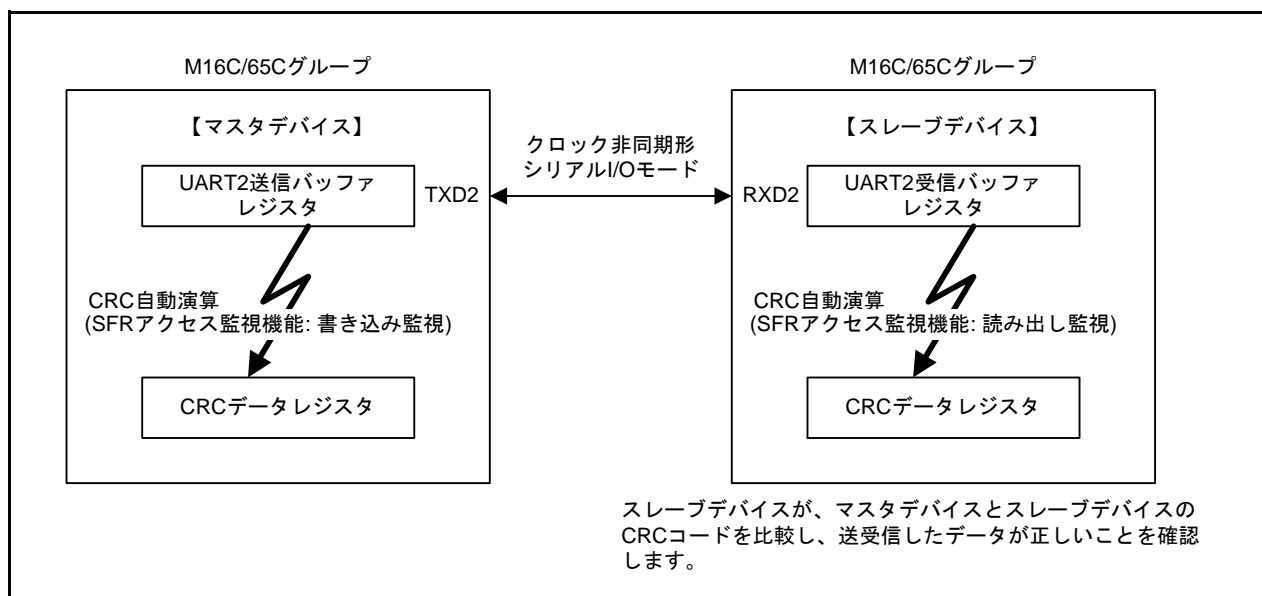 M16C/65Cグループ
【マスタデバイス】
UART2送信バッファ
レジスタ
TXD2
CRC自動演算
(SFRアクセス監視機能: 書き込み監視)
CRCデータレジスタ
クロック非同期形
シリアルI/Oモード
M16C/65Cグループ
【スレーブデバイス】
RXD2
UART2受信バッファ
レジスタ
CRC自動演算
(SFRアクセス監視機能: 読み出し監視)
CRCデータレジスタ
スレーブデバイスが、マスタデバイスとスレーブデバイスの
CRCコードを比較し、送受信したデータが正しいことを確認
します。